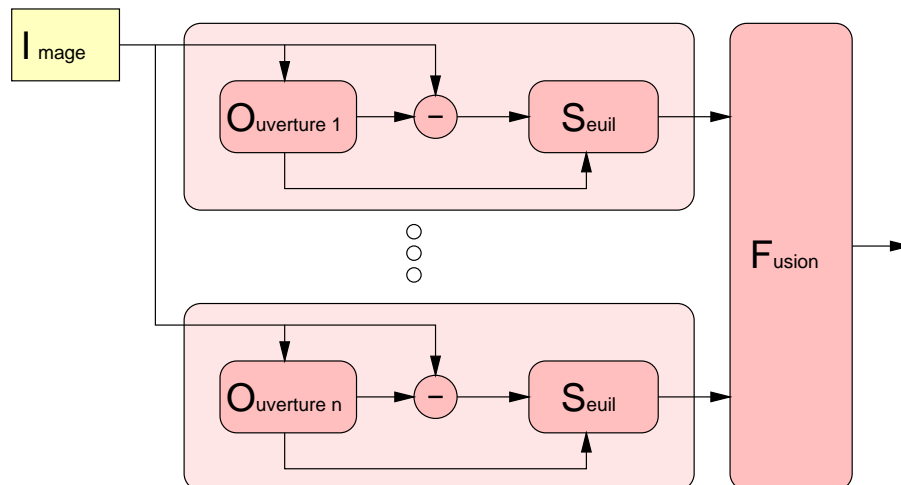 Image
Ouverture 1
−
Seuil
Fusion
Ouverture n
−
Seuil